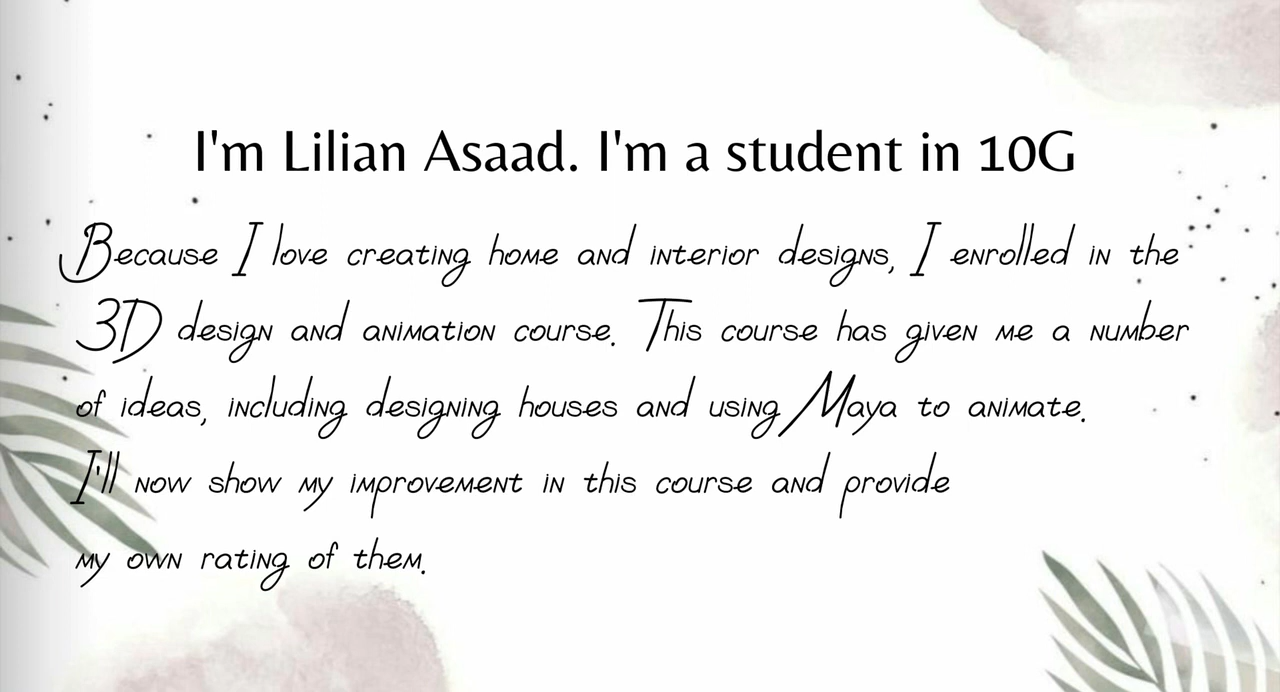 I'm Lilian Asaad. I'm a student in 10G
Because I love creating home and interior designs, I enrolled in the
3D design and animation course. This course has given me a number
of ideas, including designing houses and using Maya to animate.
I'll now show my improvement in this course and provide
my own rating of them.